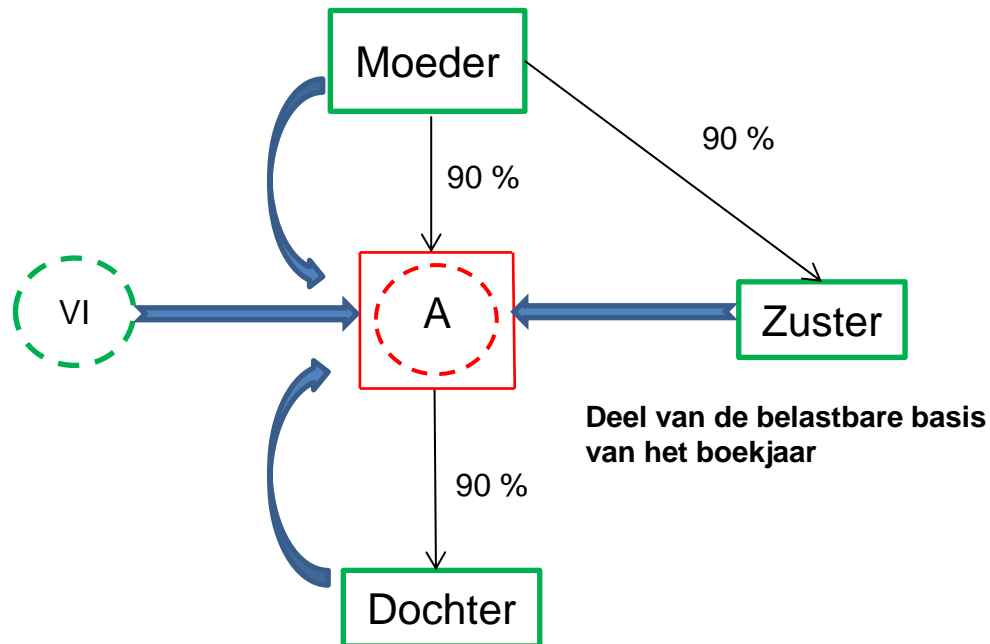 Moeder
90 %
90 %
VI
A
Zuster
Deel van de belastbare basis
van het boekjaar
90 %
Dochter